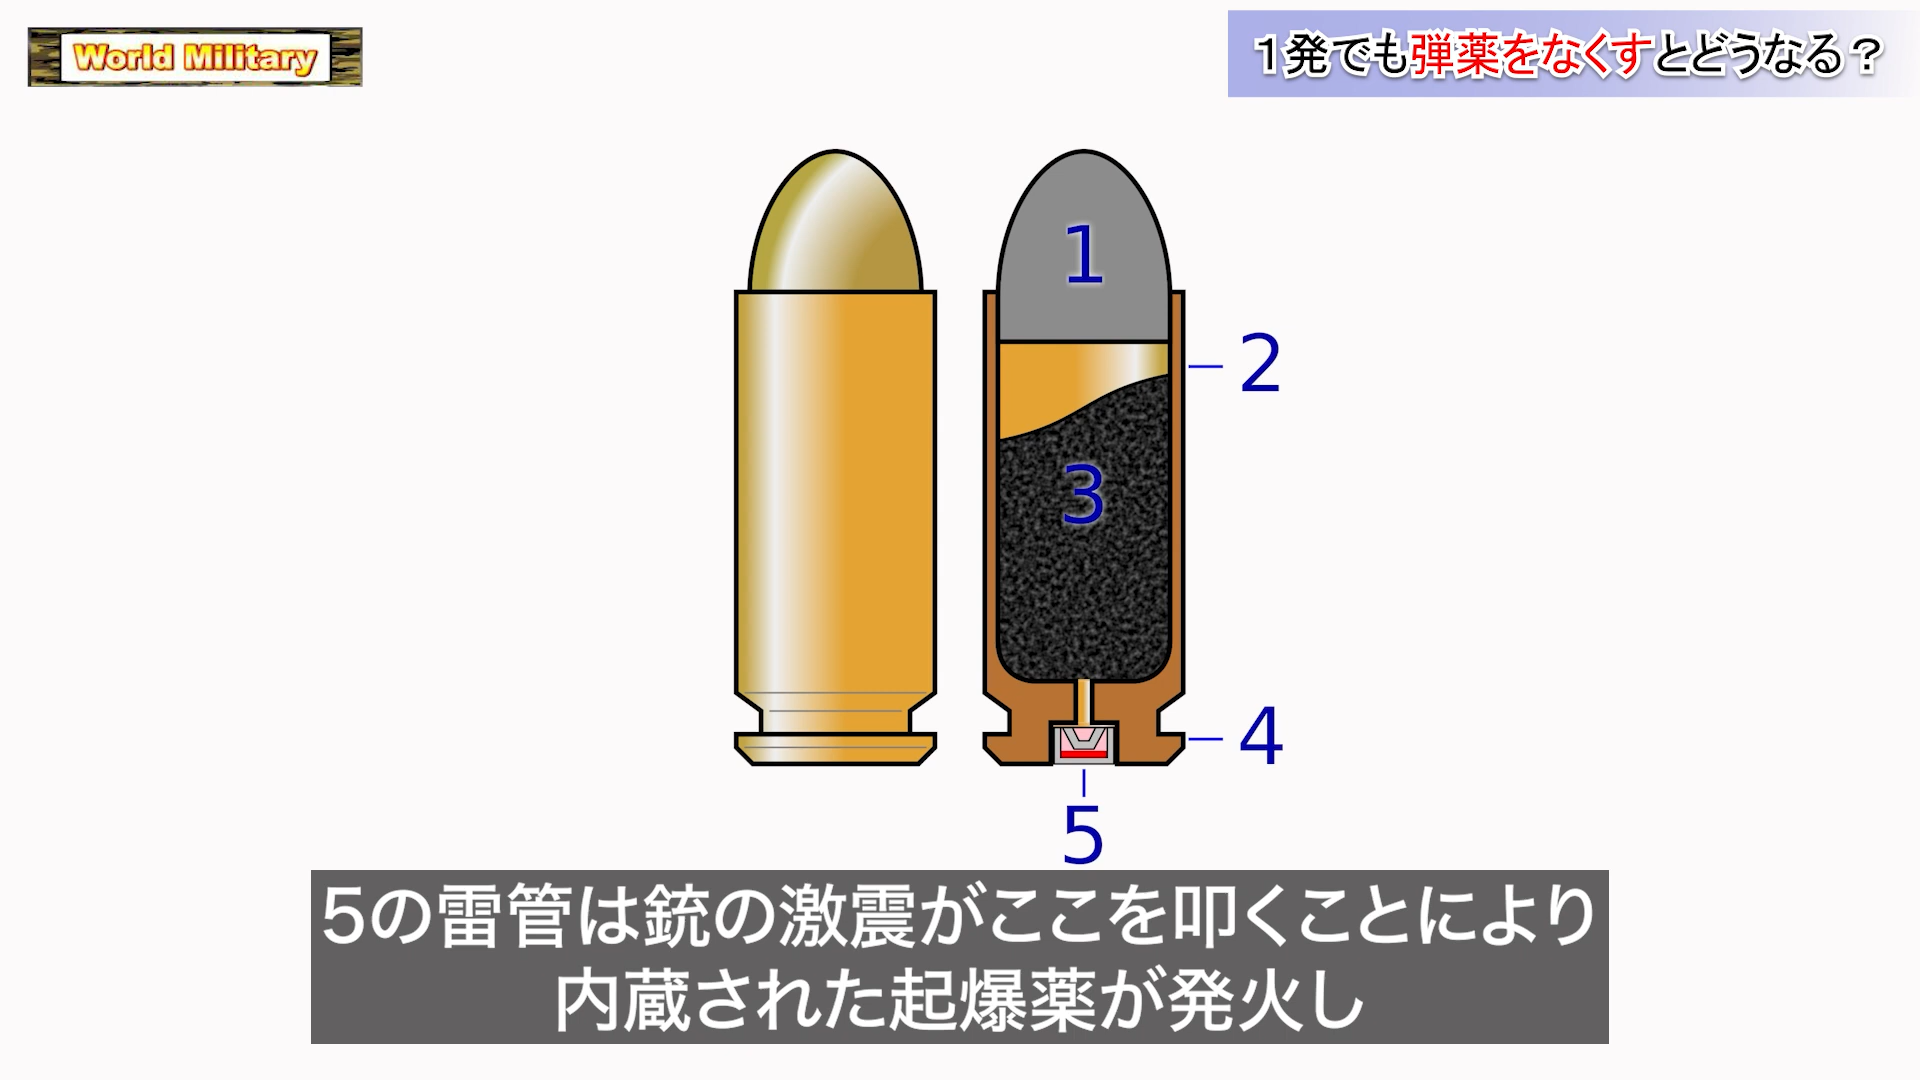 World Military
1発でも弾薬をなくすとどうなる？
1
2
3
4
5
5の雷管は銃の激震がここを叩くことにより
内蔵された起爆薬が発火し